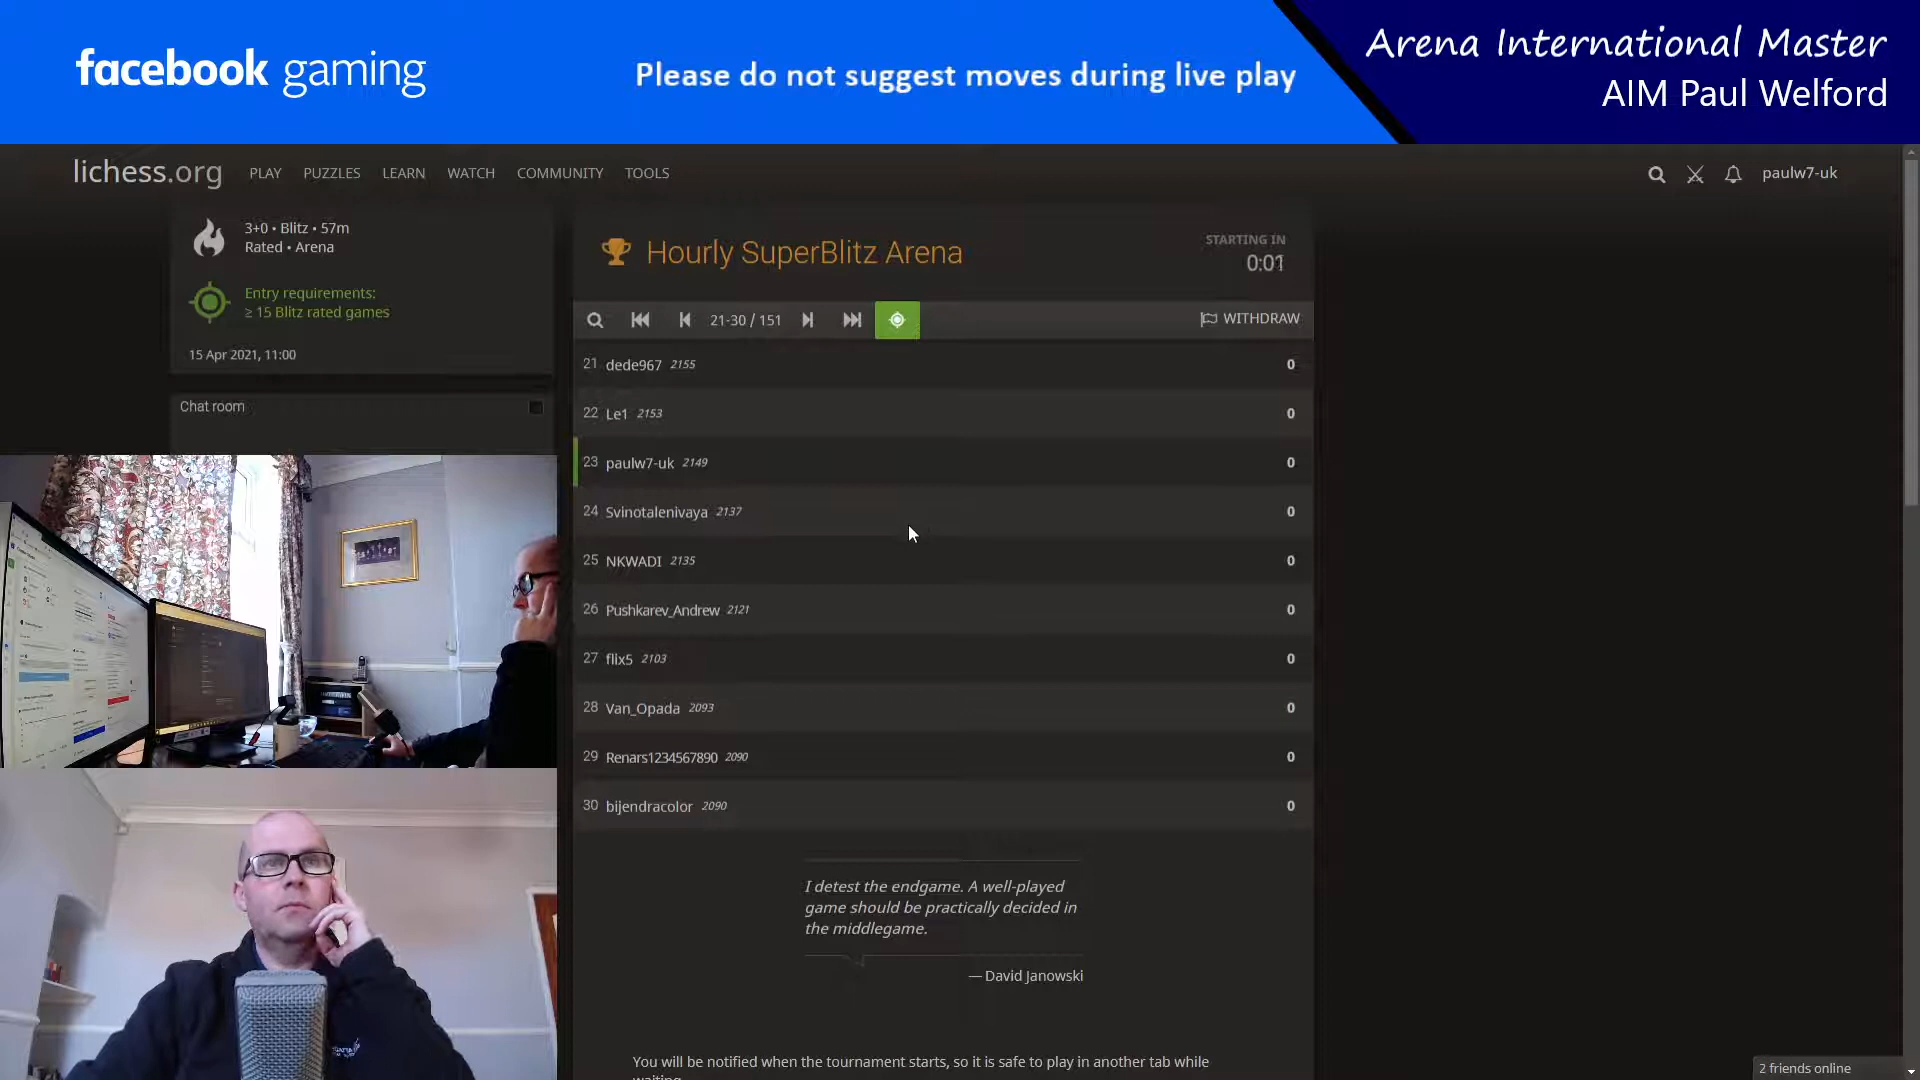 facebook gaming
Please do not suggest moves during live play
Arena International Master
AIM Paul Welford
lichess.org PLAY PUZZLES LEARN WATCH COMMUNITY TOOLS paulw7-uk
3+0 • Blitz • 57m
Rated • Arena
Entry requirements:
≥ 15 Blitz rated games
15 Apr 2021, 11:00
Chat room
Hourly SuperBlitz Arena
STARTING IN
0:01
21-30 / 151 WITHDRAW
21 dede967 2155 0
22 Le1 2153 0
23 paulw7-uk 2149 0
24 Svinotalenivaya 2137 0
25 NKWADI 2135 0
26 Pushkarev_Andrew 2121 0
27 flix5 2103 0
28 Van_Opada 2093 0
29 Renars1234567890 2090 0
30 bijendracolor 2090 0
I detest the endgame. A well-played
game should be practically decided in
the middlegame.
— David Janowski
You will be notified when the tournament starts, so it is safe to play in another tab while
2 friends online